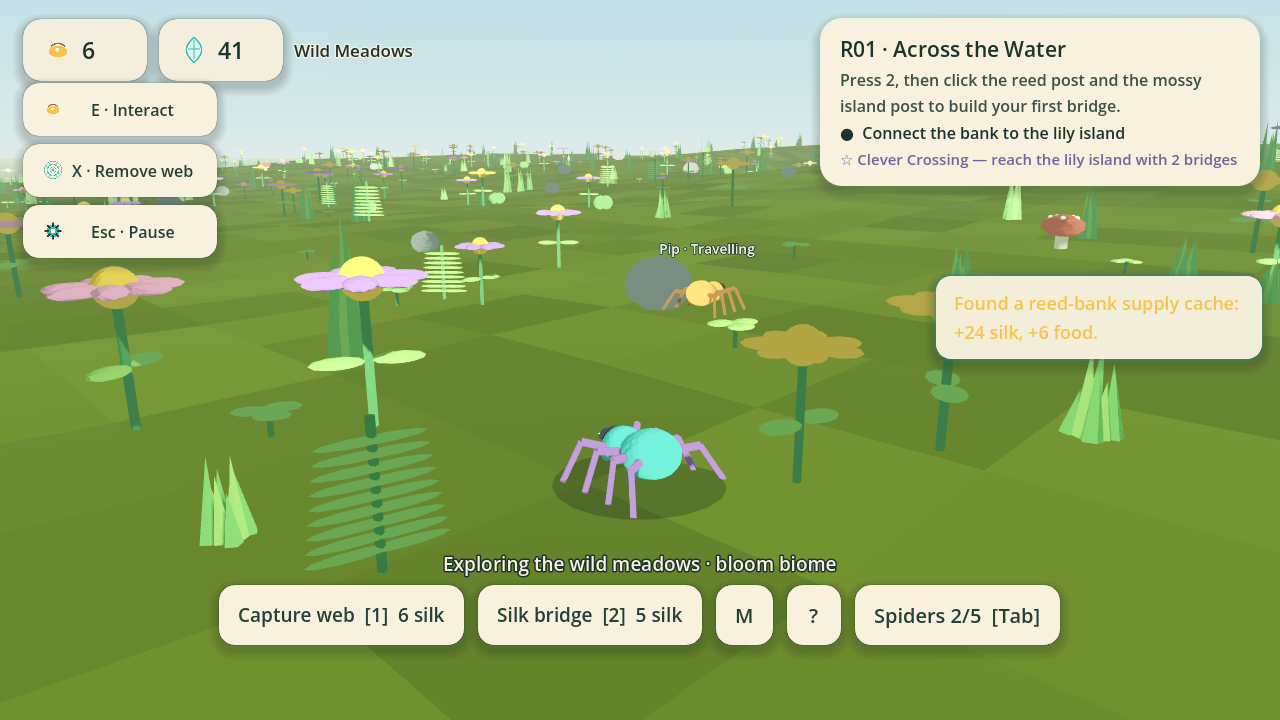 6
41
Wild Meadows
E · Interact
X · Remove web
Esc · Pause
R01 · Across the Water
Press 2, then click the reed post and the mossy
island post to build your first bridge.
● Connect the bank to the lily island
☆ Clever Crossing — reach the lily island with 2 bridges
Pip · Travelling
Found a reed-bank supply cache:
+24 silk, +6 food.
Exploring the wild meadows · bloom biome
Capture web [1] 6 silk
Silk bridge [2] 5 silk
M
?
Spiders 2/5 [Tab]